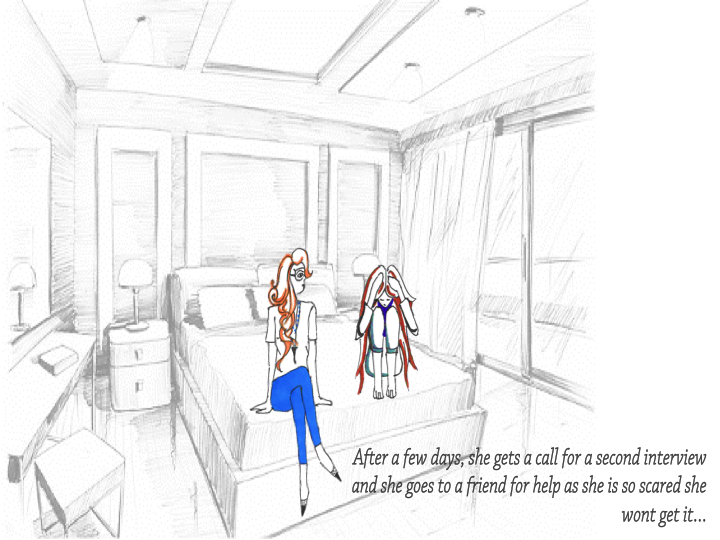 After a few days, she gets a call for a second interview
and she goes to a friend for help as she is so scared she
wont get it...